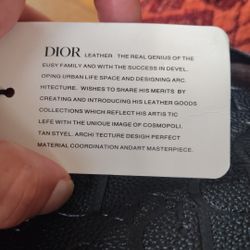 DIOR LEATHER THE REAL GENIUS OF THE
EUSY FAMILY AND WITH THE SUCCESS IN DEVEL.
OPING URBAN LIFE SPACE AND DESIGNING ARC.
HITECTURE. WISHES TO SHARE HIS MERITS BY
CREATING AND INTRODUCING HIS LEATHER GOODS
COLLECTIONS WHICH REFLECT HIS ARTIS TIC
LEFE WITH THE UNIQUE IMAGE OF COSMOPOLI.
TAN STYEL. ARCHI TECTURE DESIGH PERFECT
MATERIAL COORDINATION ANDART MASTERPIECE.